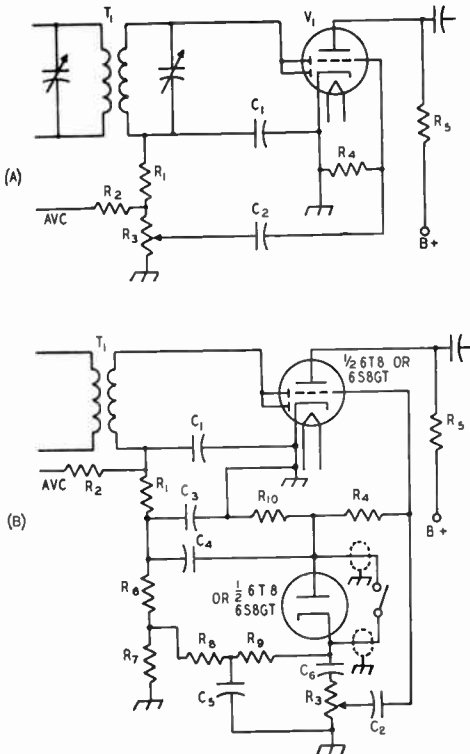 T1
V1
C1
R4
R5
(A)
R1
R2
AVC
R3
C2
B+
T1
½ 6T8 OR
6S8GT
C1
R5
AVC
R2
R1
C3
R10
R4
B+
(B)
C4
R6
OR ½ 6T8
6S8GT
R7
R8
R9
C6
C5
R3
C2